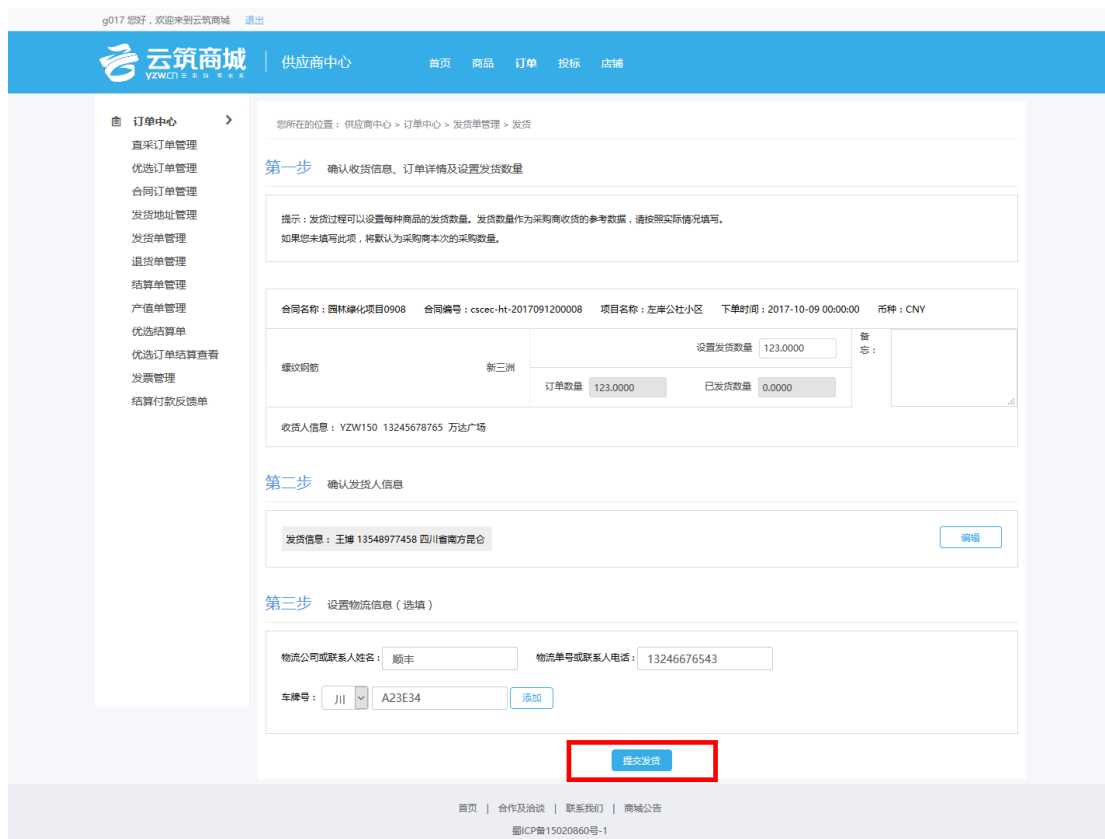 g017 您好，欢迎来到云筑商城 退出
云筑商城 供应商中心 首页 商品 订单 投标 店铺
YZW.CN
订单中心
直采订单管理
优选订单管理
合同订单管理
发货地址管理
发货单管理
退货单管理
结算单管理
产值单管理
优选结算单
优选订单结算查看
发票管理
结算付款反馈单
您所在的位置： 供应商中心 > 订单中心 > 发货单管理 > 发货
第一步 确认收货信息、订单详情及设置发货数量
提示：发货过程可以设置每种商品的发货数量。发货数量作为采购商收货的参考数据，请按照实际情况填写。
如果您未填写此项，将默认为采购商本次的采购数量。
合同名称：园林绿化项目0908 合同编号：cscec-ht-2017091200008 项目名称：左岸公社小区 下单时间：2017-10-09 00:00:00 币种：CNY
螺纹钢筋 新三洲 设置发货数量 123.0000 备忘：
订单数量 123.0000 已发货数量 0.0000
收货人信息： YZW150 13245678765 万达广场
第二步 确认发货人信息
发货信息： 王博 13548977458 四川省南方昆仑 编辑
第三步 设置物流信息（选填）
物流公司或联系人姓名： 顺丰 物流单号或联系人电话： 13246676543
车牌号： 川 A23E34 添加
提交发货
首页 | 合作及洽谈 | 联系我们 | 商城公告
蜀ICP备15020860号-1